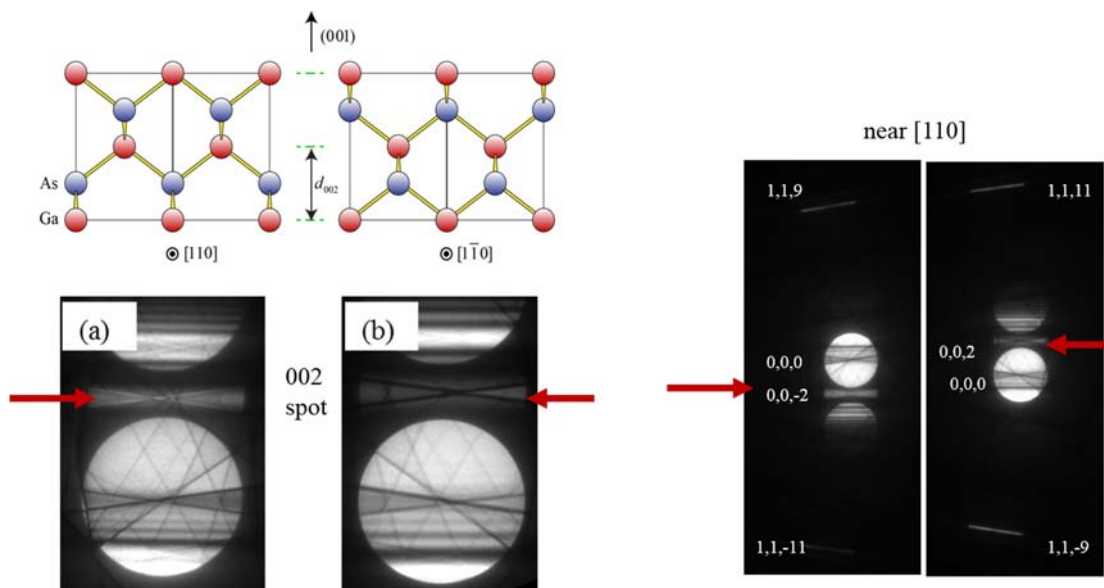 (001)
As
Ga
d002
[110]
[11̅0]
near [110]
(a)
(b)
002
spot
1,1,9
0,0,0
0,0,-2
1,1,-11
1,1,11
0,0,2
0,0,0
1,1,-9